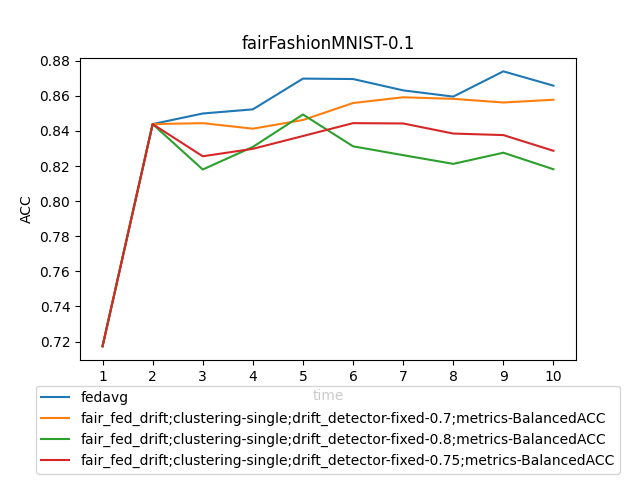 fairFashionMNIST-0.1
ACC
0.88
0.86
0.84
0.82
0.80
0.78
0.76
0.74
0.72
1 2 3 4 5 6 7 8 9 10
time
fedavg
fair_fed_drift;clustering-single;drift_detector-fixed-0.7;metrics-BalancedACC
fair_fed_drift;clustering-single;drift_detector-fixed-0.8;metrics-BalancedACC
fair_fed_drift;clustering-single;drift_detector-fixed-0.75;metrics-BalancedACC